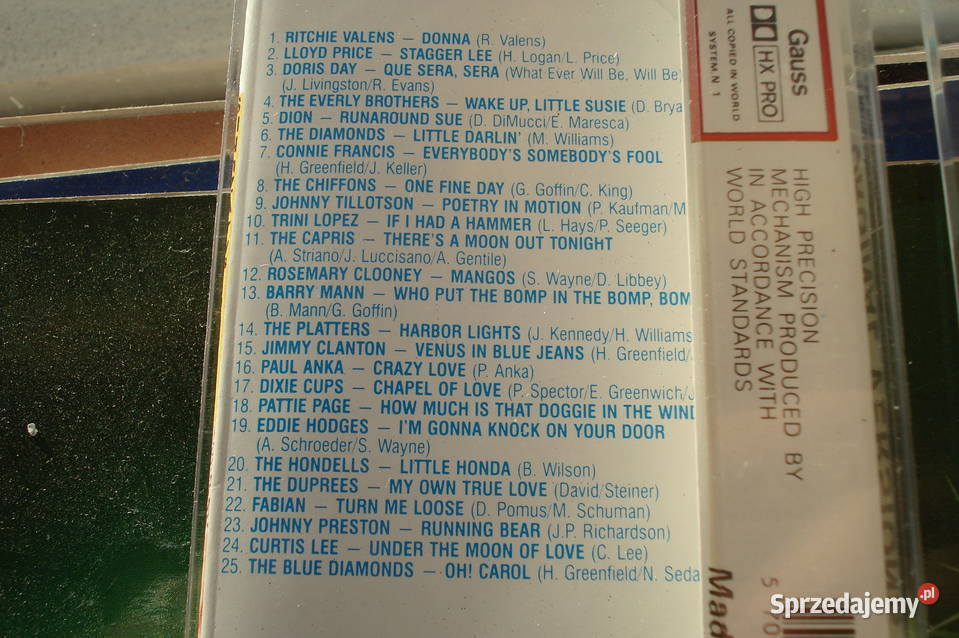 1. RITCHIE VALENS — DONNA (R. Valens)
2. LLOYD PRICE — STAGGER LEE (H. Logan/L. Price)
3. DORIS DAY — QUE SERA, SERA (What Ever Will Be, Will Be)
(J. Livingston/R. Evans)
4. THE EVERLY BROTHERS — WAKE UP, LITTLE SUSIE (D. Brya
5. DION — RUNAROUND SUE (D. DiMucci/E. Maresca)
6. THE DIAMONDS — LITTLE DARLIN' (M. Williams)
7. CONNIE FRANCIS — EVERYBODY'S SOMEBODY'S FOOL
(H. Greenfield/J. Keller)
8. THE CHIFFONS — ONE FINE DAY (G. Goffin/C. King)
9. JOHNNY TILLOTSON — POETRY IN MOTION (P. Kaufman/M
10. TRINI LOPEZ — IF I HAD A HAMMER (L. Hays/P. Seeger)
11. THE CAPRIS — THERE'S A MOON OUT TONIGHT
(A. Striano/J. Luccisano/A. Gentile)
12. ROSEMARY CLOONEY — MANGOS (S. Wayne/D. Libbey)
13. BARRY MANN — WHO PUT THE BOMP IN THE BOMP, BOM
(B. Mann/G. Goffin)
14. THE PLATTERS — HARBOR LIGHTS (J. Kennedy/H. Williams
15. JIMMY CLANTON — VENUS IN BLUE JEANS (H. Greenfield/
16. PAUL ANKA — CRAZY LOVE (P. Anka)
17. DIXIE CUPS — CHAPEL OF LOVE (P. Spector/E. Greenwich/J
18. PATTIE PAGE — HOW MUCH IS THAT DOGGIE IN THE WIND
19. EDDIE HODGES — I'M GONNA KNOCK ON YOUR DOOR
(A. Schroeder/S. Wayne)
20. THE HONDELLS — LITTLE HONDA (B. Wilson)
21. THE DUPREES — MY OWN TRUE LOVE (David/Steiner)
22. FABIAN — TURN ME LOOSE (D. Pomus/M. Schuman)
23. JOHNNY PRESTON — RUNNING BEAR (J.P. Richardson)
24. CURTIS LEE — UNDER THE MOON OF LOVE (C. Lee)
25. THE BLUE DIAMONDS — OH! CAROL (H. Greenfield/N. Seda
Gauss
HX PRO
ALL COPIED IN WORLD
SYSTEM.N 1
HIGH PRECISION
MECHANISM PRODUCED BY
IN ACCORDANCE WITH
WORLD STANDARDS
Mad
5
Sprzedajemy.pl